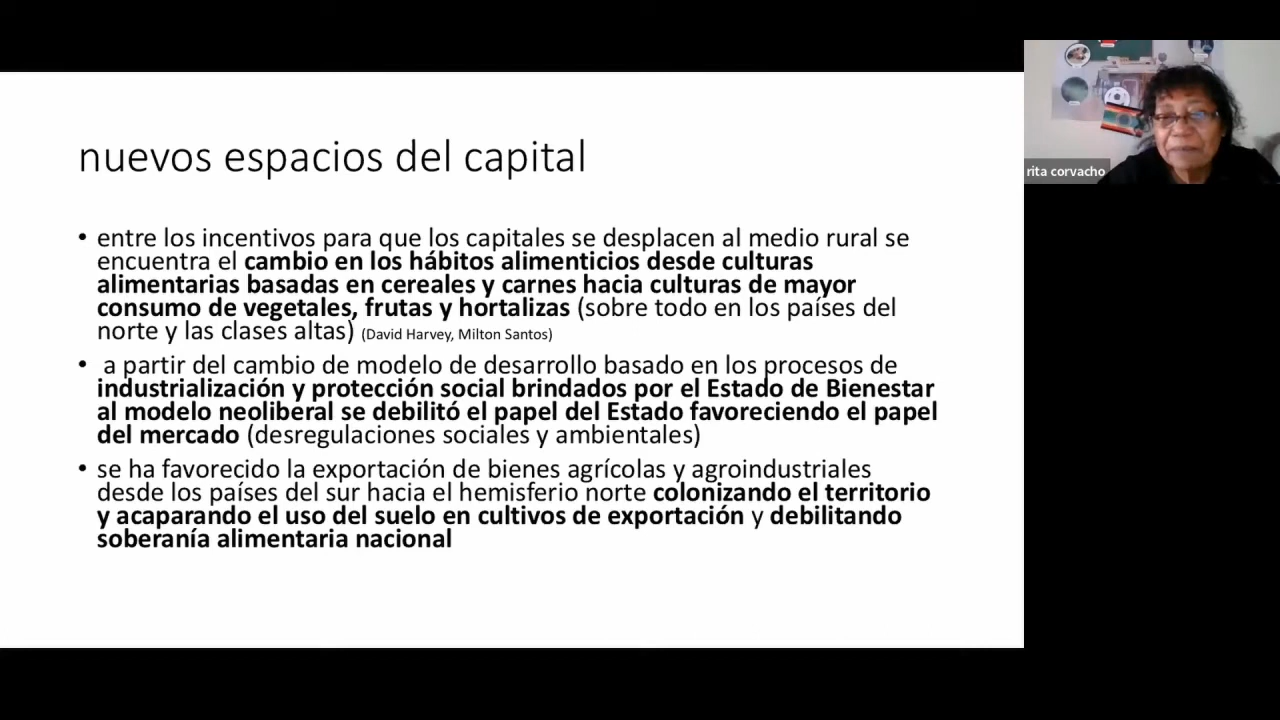 nuevos espacios del capital
• entre los incentivos para que los capitales se desplacen al medio rural se
encuentra el cambio en los hábitos alimenticios desde culturas
alimentarias basadas en cereales y carnes hacia culturas de mayor
consumo de vegetales, frutas y hortalizas (sobre todo en los países del
norte y las clases altas) (David Harvey, Milton Santos)
• a partir del cambio de modelo de desarrollo basado en los procesos de
industrialización y protección social brindados por el Estado de Bienestar
al modelo neoliberal se debilitó el papel del Estado favoreciendo el papel
del mercado (desregulaciones sociales y ambientales)
• se ha favorecido la exportación de bienes agrícolas y agroindustriales
desde los países del sur hacia el hemisferio norte colonizando el territorio
y acaparando el uso del suelo en cultivos de exportación y debilitando
soberanía alimentaria nacional
rita corvacho